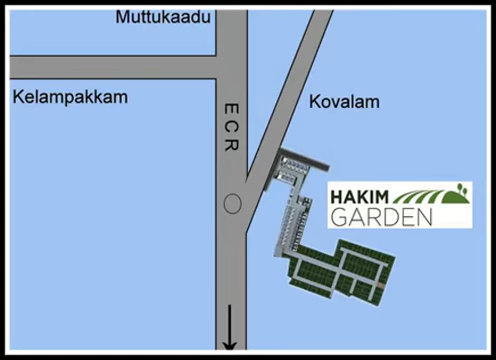 Muttukaadu
Kelampakkam
Kovalam
ECR
HAKIM
GARDEN